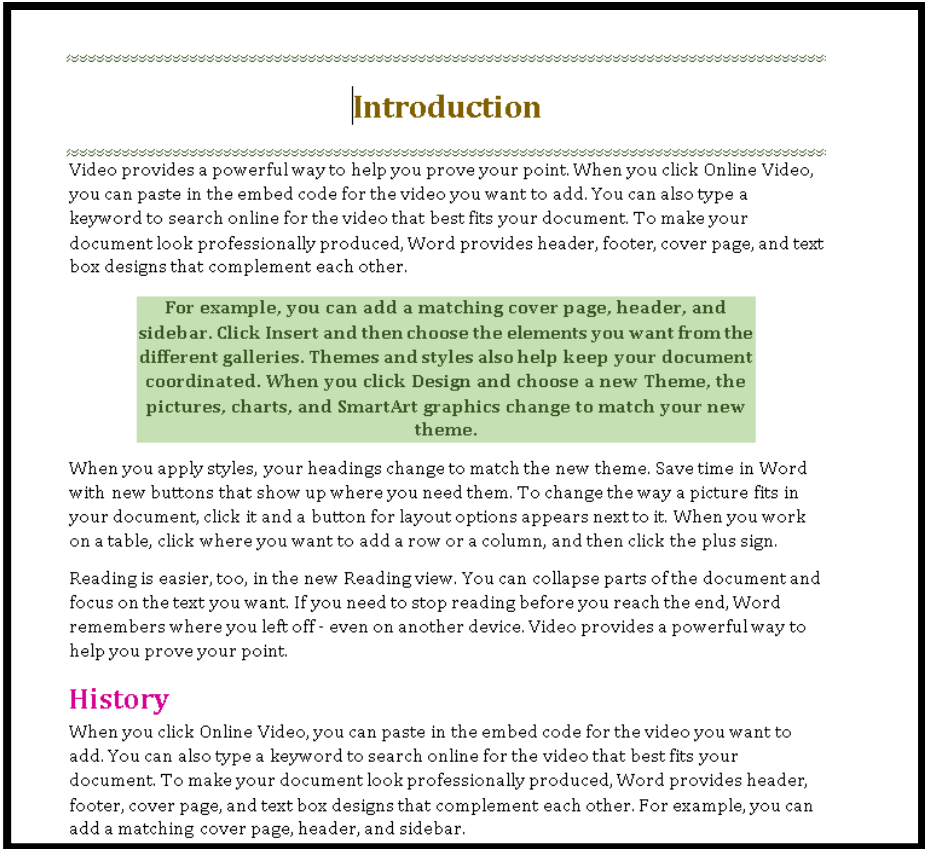 Introduction
Video provides a powerful way to help you prove your point. When you click Online Video,
you can paste in the embed code for the video you want to add. You can also type a
keyword to search online for the video that best fits your document. To make your
document look professionally produced, Word provides header, footer, cover page, and text
box designs that complement each other.
For example, you can add a matching cover page, header, and
sidebar. Click Insert and then choose the elements you want from the
different galleries. Themes and styles also help keep your document
coordinated. When you click Design and choose a new Theme, the
pictures, charts, and SmartArt graphics change to match your new
theme.
When you apply styles, your headings change to match the new theme. Save time in Word
with new buttons that show up where you need them. To change the way a picture fits in
your document, click it and a button for layout options appears next to it. When you work
on a table, click where you want to add a row or a column, and then click the plus sign.
Reading is easier, too, in the new Reading view. You can collapse parts of the document and
focus on the text you want. If you need to stop reading before you reach the end, Word
remembers where you left off - even on another device. Video provides a powerful way to
help you prove your point.
History
When you click Online Video, you can paste in the embed code for the video you want to
add. You can also type a keyword to search online for the video that best fits your
document. To make your document look professionally produced, Word provides header,
footer, cover page, and text box designs that complement each other. For example, you can
add a matching cover page, header, and sidebar.